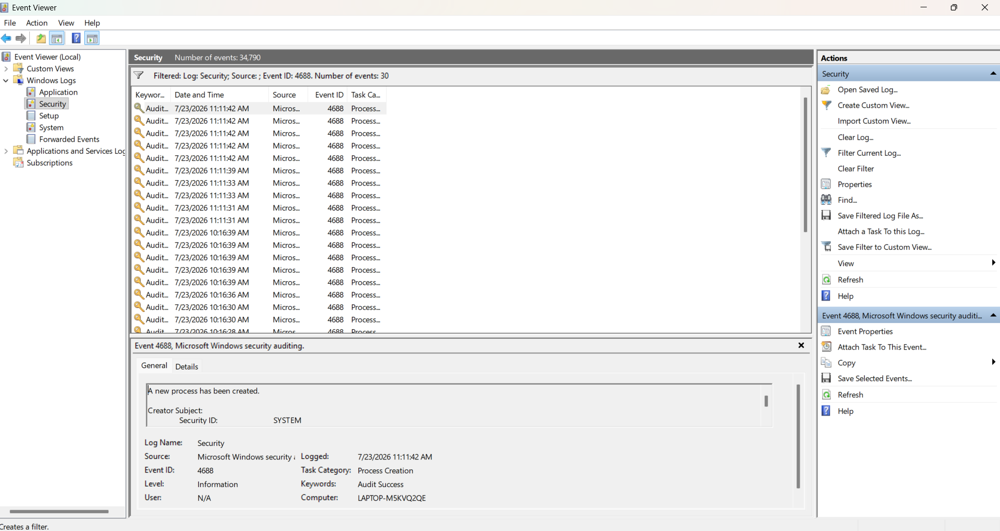 Event Viewer
File Action View Help
Event Viewer (Local)
Custom Views
Windows Logs
Application
Security
Setup
System
Forwarded Events
Applications and Services Log
Subscriptions
Security Number of events: 34,790
Filtered: Log: Security; Source: ; Event ID: 4688. Number of events: 30
Keywor... Date and Time Source Event ID Task Ca...
Audit... 7/23/2026 11:11:42 AM Micros... 4688 Process...
Audit... 7/23/2026 11:11:42 AM Micros... 4688 Process...
Audit... 7/23/2026 11:11:42 AM Micros... 4688 Process...
Audit... 7/23/2026 11:11:42 AM Micros... 4688 Process...
Audit... 7/23/2026 11:11:42 AM Micros... 4688 Process...
Audit... 7/23/2026 11:11:39 AM Micros... 4688 Process...
Audit... 7/23/2026 11:11:33 AM Micros... 4688 Process...
Audit... 7/23/2026 11:11:33 AM Micros... 4688 Process...
Audit... 7/23/2026 11:11:31 AM Micros... 4688 Process...
Audit... 7/23/2026 11:11:31 AM Micros... 4688 Process...
Audit... 7/23/2026 10:16:39 AM Micros... 4688 Process...
Audit... 7/23/2026 10:16:39 AM Micros... 4688 Process...
Audit... 7/23/2026 10:16:39 AM Micros... 4688 Process...
Audit... 7/23/2026 10:16:39 AM Micros... 4688 Process...
Audit... 7/23/2026 10:16:39 AM Micros... 4688 Process...
Audit... 7/23/2026 10:16:36 AM Micros... 4688 Process...
Audit... 7/23/2026 10:16:30 AM Micros... 4688 Process...
Audit... 7/23/2026 10:16:30 AM Micros... 4688 Process...
Audit... 7/23/2026 10:16:28 AM Micros... 4688 Process...
Event 4688, Microsoft Windows security auditing.
General Details
A new process has been created.
Creator Subject:
Security ID: SYSTEM
Log Name: Security
Source: Microsoft Windows security Logged: 7/23/2026 11:11:42 AM
Event ID: 4688 Task Category: Process Creation
Level: Information Keywords: Audit Success
User: N/A Computer: LAPTOP-M5KVQ2QE
Actions
Security
Open Saved Log...
Create Custom View...
Import Custom View...
Clear Log...
Filter Current Log...
Clear Filter
Properties
Find...
Save Filtered Log File As...
Attach a Task To this Log...
Save Filter to Custom View...
View
Refresh
Help
Event 4688, Microsoft Windows security auditi...
Event Properties
Attach Task To This Event...
Copy
Save Selected Events...
Refresh
Help
Creates a filter.